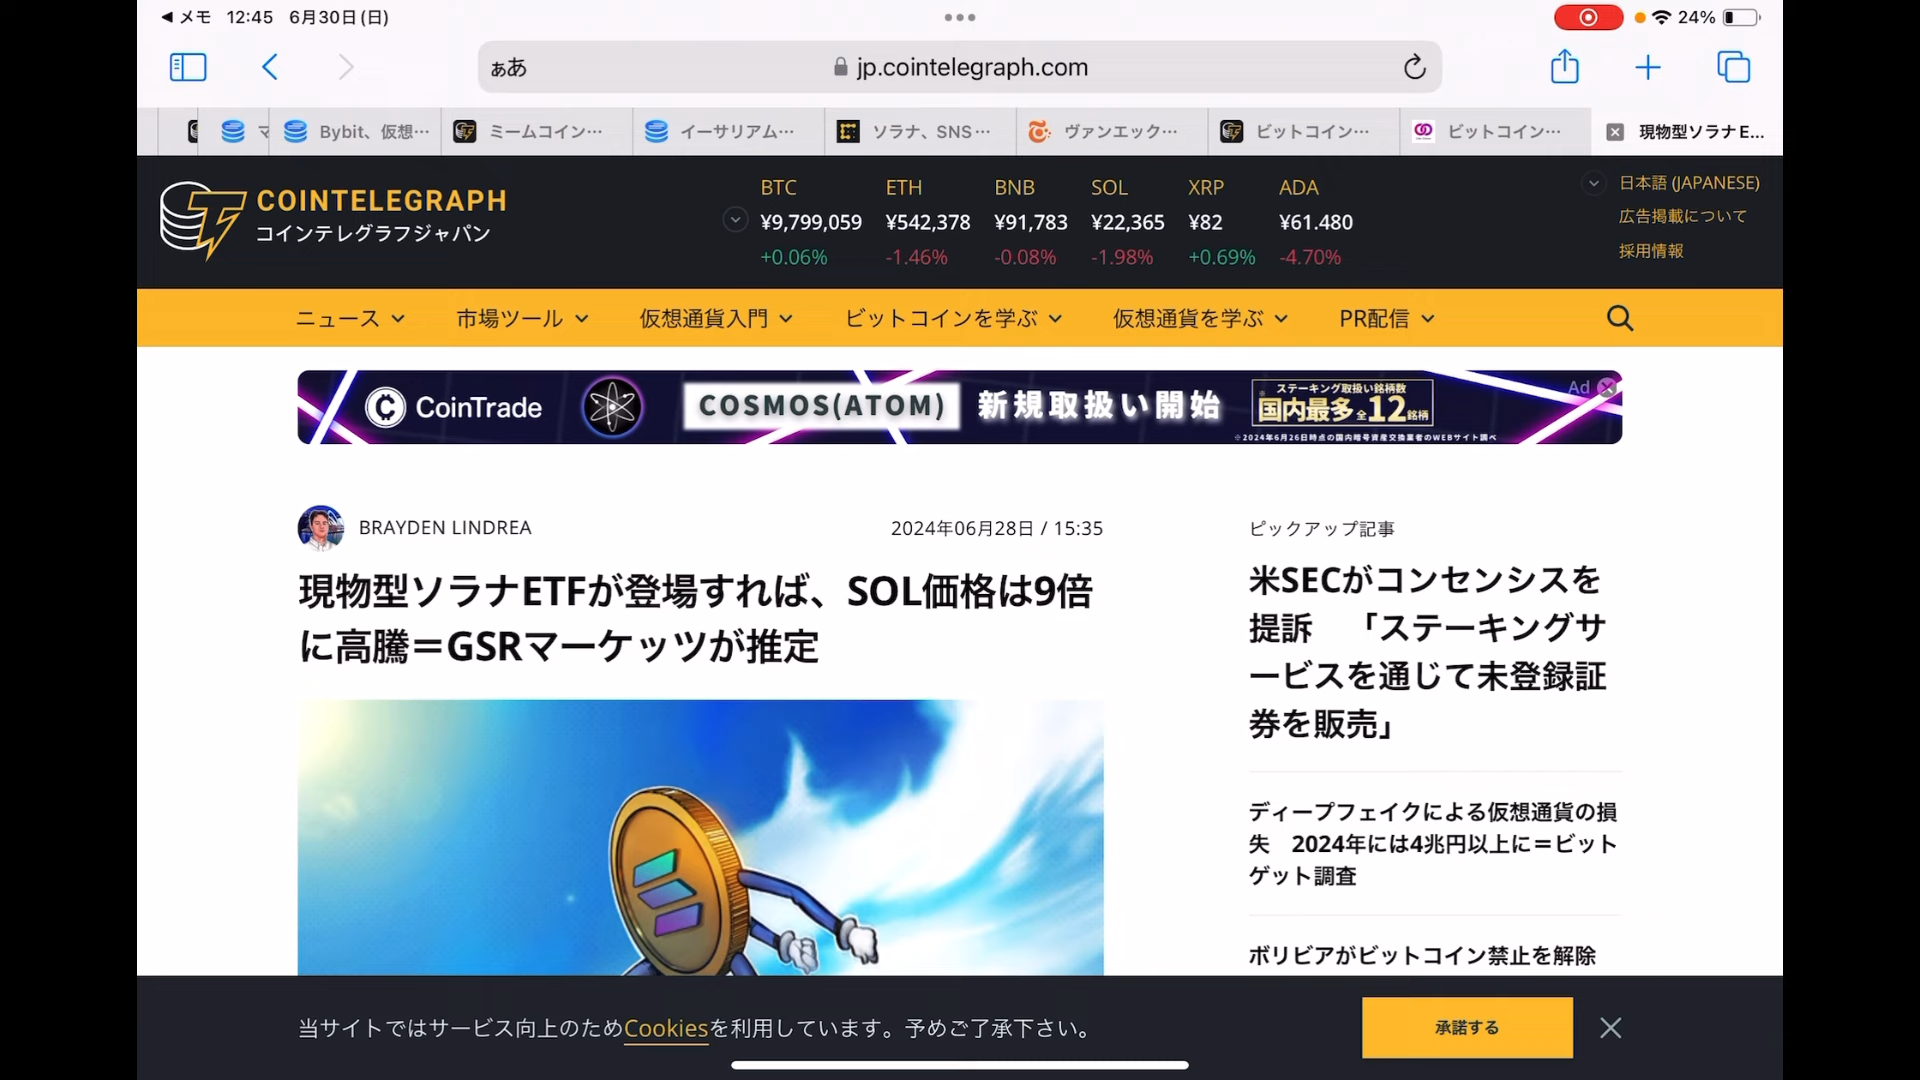 ◀ メモ 12:45 6月30日(日)
24%
ぁあ
jp.cointelegraph.com
Bybit、仮想…
ミームコイン…
イーサリアム…
ソラナ、SNS…
ヴァンエック…
ビットコイン…
ビットコイン…
現物型ソラナE...
COINTELEGRAPH
コインテレグラフジャパン
BTC ETH BNB SOL XRP ADA
¥9,799,059 ¥542,378 ¥91,783 ¥22,365 ¥82 ¥61.480
+0.06% -1.46% -0.08% -1.98% +0.69% -4.70%
日本語 (JAPANESE)
広告掲載について
採用情報
ニュース 市場ツール 仮想通貨入門 ビットコインを学ぶ 仮想通貨を学ぶ PR配信
CoinTrade
COSMOS(ATOM) 新規取扱い開始
ステーキング取扱い銘柄数
国内最多 全12銘柄
※2024年6月26日時点の国内暗号資産交換業者のWEBサイト調べ
Ad
BRAYDEN LINDREA
2024年06月28日 / 15:35
現物型ソラナETFが登場すれば、SOL価格は9倍
に高騰＝GSRマーケッツが推定
ピックアップ記事
米SECがコンセンシスを
提訴 「ステーキングサ
ービスを通じて未登録証
券を販売」
ディープフェイクによる仮想通貨の損
失 2024年には4兆円以上に＝ビット
ゲット調査
ボリビアがビットコイン禁止を解除
当サイトではサービス向上のためCookiesを利用しています。予めご了承下さい。
承諾する